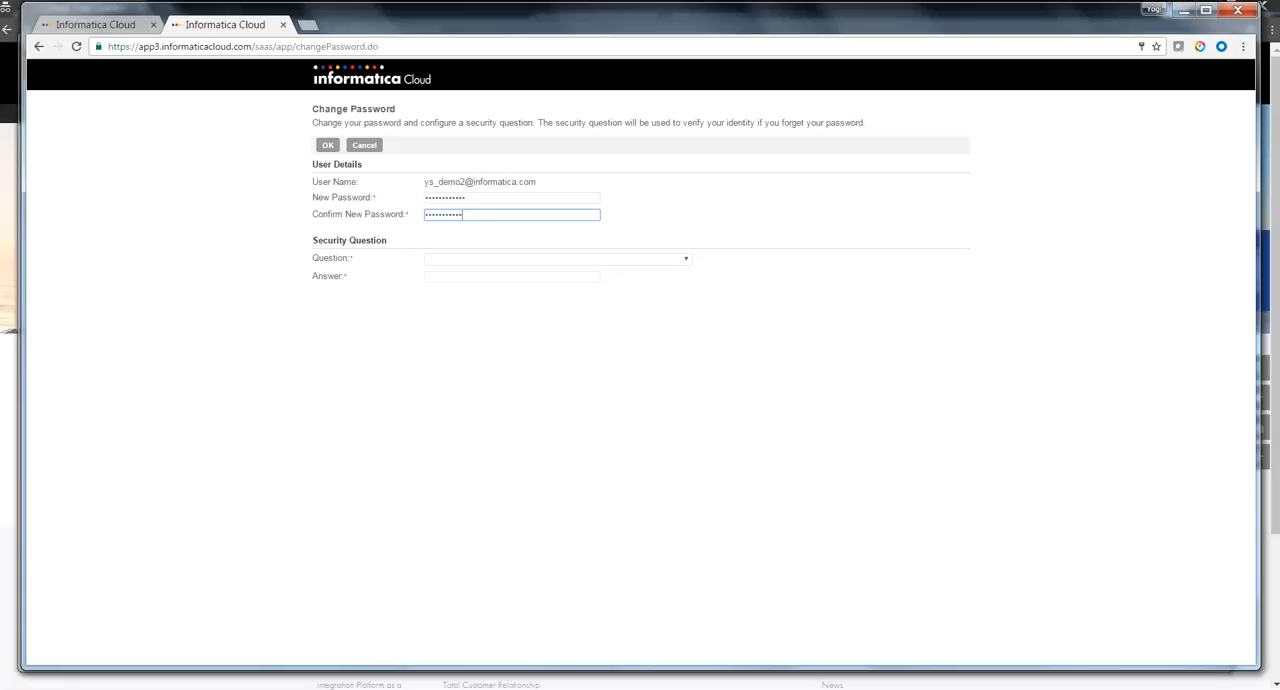 Yogi
Informatica Cloud
Informatica Cloud
https://app3.informaticacloud.com/saas/app/changePassword.do
informatica Cloud
Change Password
Change your password and configure a security question. The security question will be used to verify your identity if you forget your password.
OK Cancel
User Details
User Name: ys_demo2@informatica.com
New Password:* ••••••••••••
Confirm New Password:* •••••••••••
Security Question
Question:*
Answer:*
Integration Platform as a Total Customer Relationship News